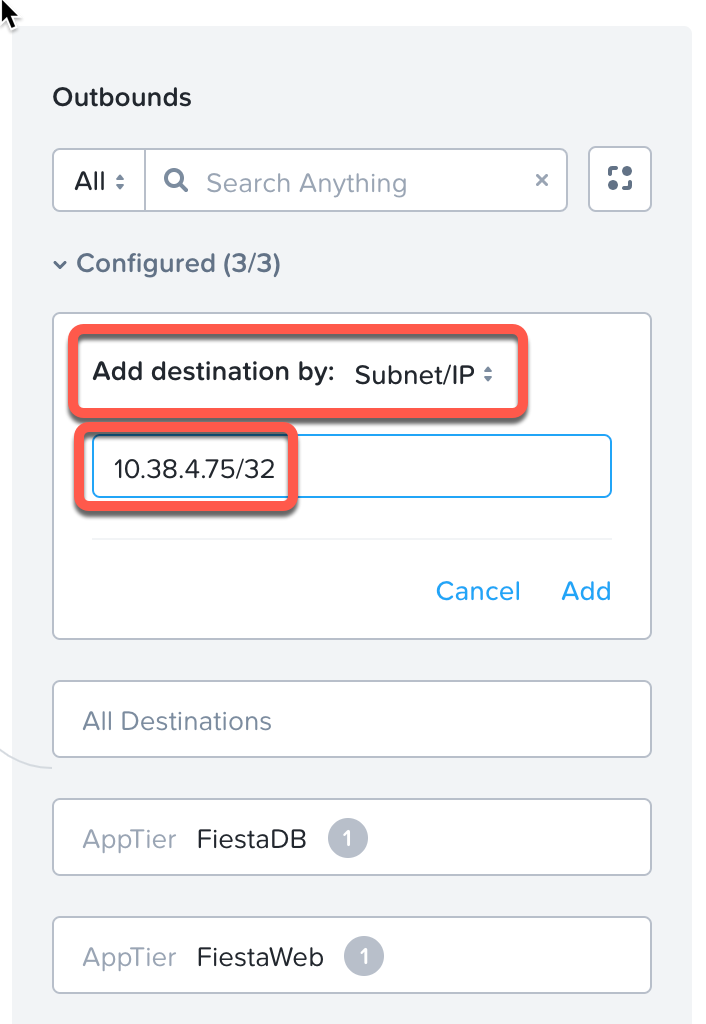 Outbounds
All Search Anything ×
Configured (3/3)
Add destination by: Subnet/IP
10.38.4.75/32
Cancel Add
All Destinations
AppTier FiestaDB 1
AppTier FiestaWeb 1